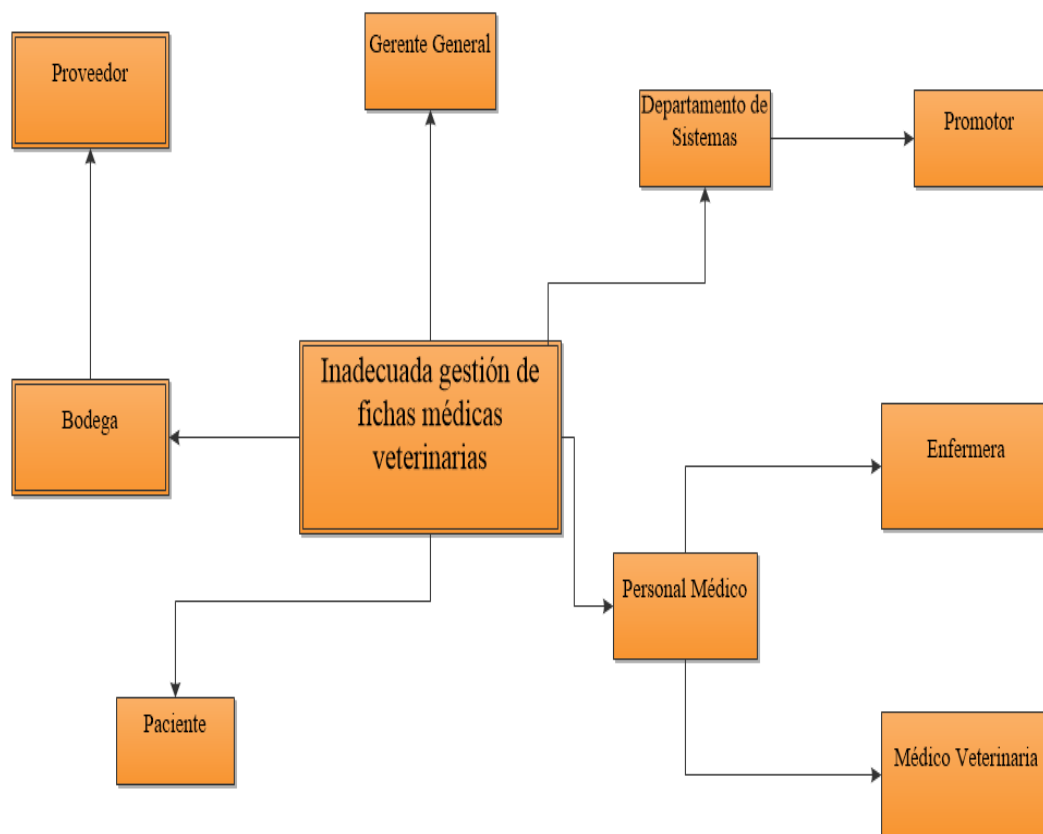 Gerente General
Proveedor
Departamento de
Sistemas
Promotor
Inadecuada gestión de
fichas médicas
veterinarias
Bodega
Enfermera
Personal Médico
Paciente
Médico Veterinaria